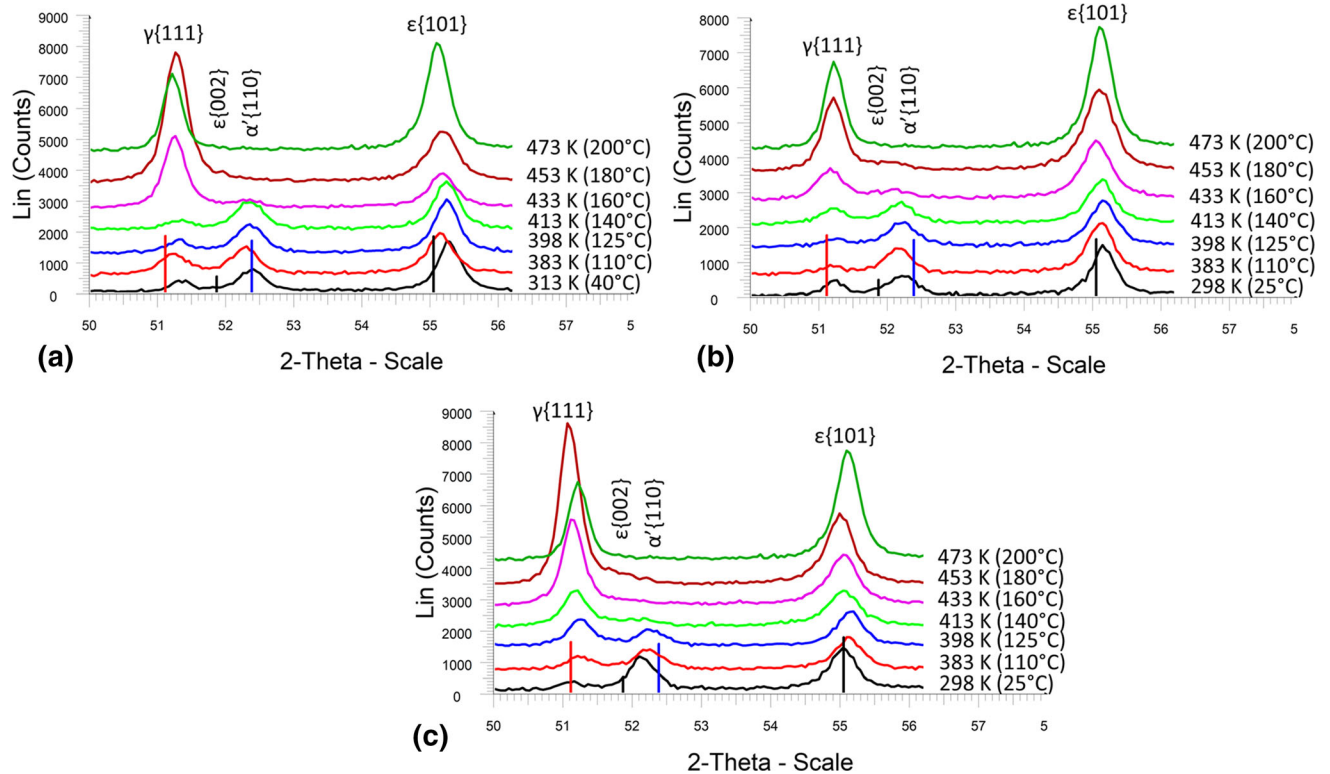 9000
8000
7000
6000
5000
4000
3000
2000
1000
0
Lin (Counts)
γ{111}
ε{002}
α′{110}
ε{101}
473 K (200°C)
453 K (180°C)
433 K (160°C)
413 K (140°C)
398 K (125°C)
383 K (110°C)
313 K (40°C)
50 51 52 53 54 55 56 57 5
(a)
2-Theta - Scale
8000
7000
6000
5000
4000
3000
2000
1000
0
Lin (Counts)
γ{111}
ε{002}
α′{110}
ε{101}
473 K (200°C)
453 K (180°C)
433 K (160°C)
413 K (140°C)
398 K (125°C)
383 K (110°C)
298 K (25°C)
50 51 52 53 54 55 56 57 5
(b)
2-Theta - Scale
9000
8000
7000
6000
5000
4000
3000
2000
1000
0
Lin (Counts)
γ{111}
ε{002}
α′{110}
ε{101}
473 K (200°C)
453 K (180°C)
433 K (160°C)
413 K (140°C)
398 K (125°C)
383 K (110°C)
298 K (25°C)
50 51 52 53 54 55 56 57 5
(c)
2-Theta - Scale